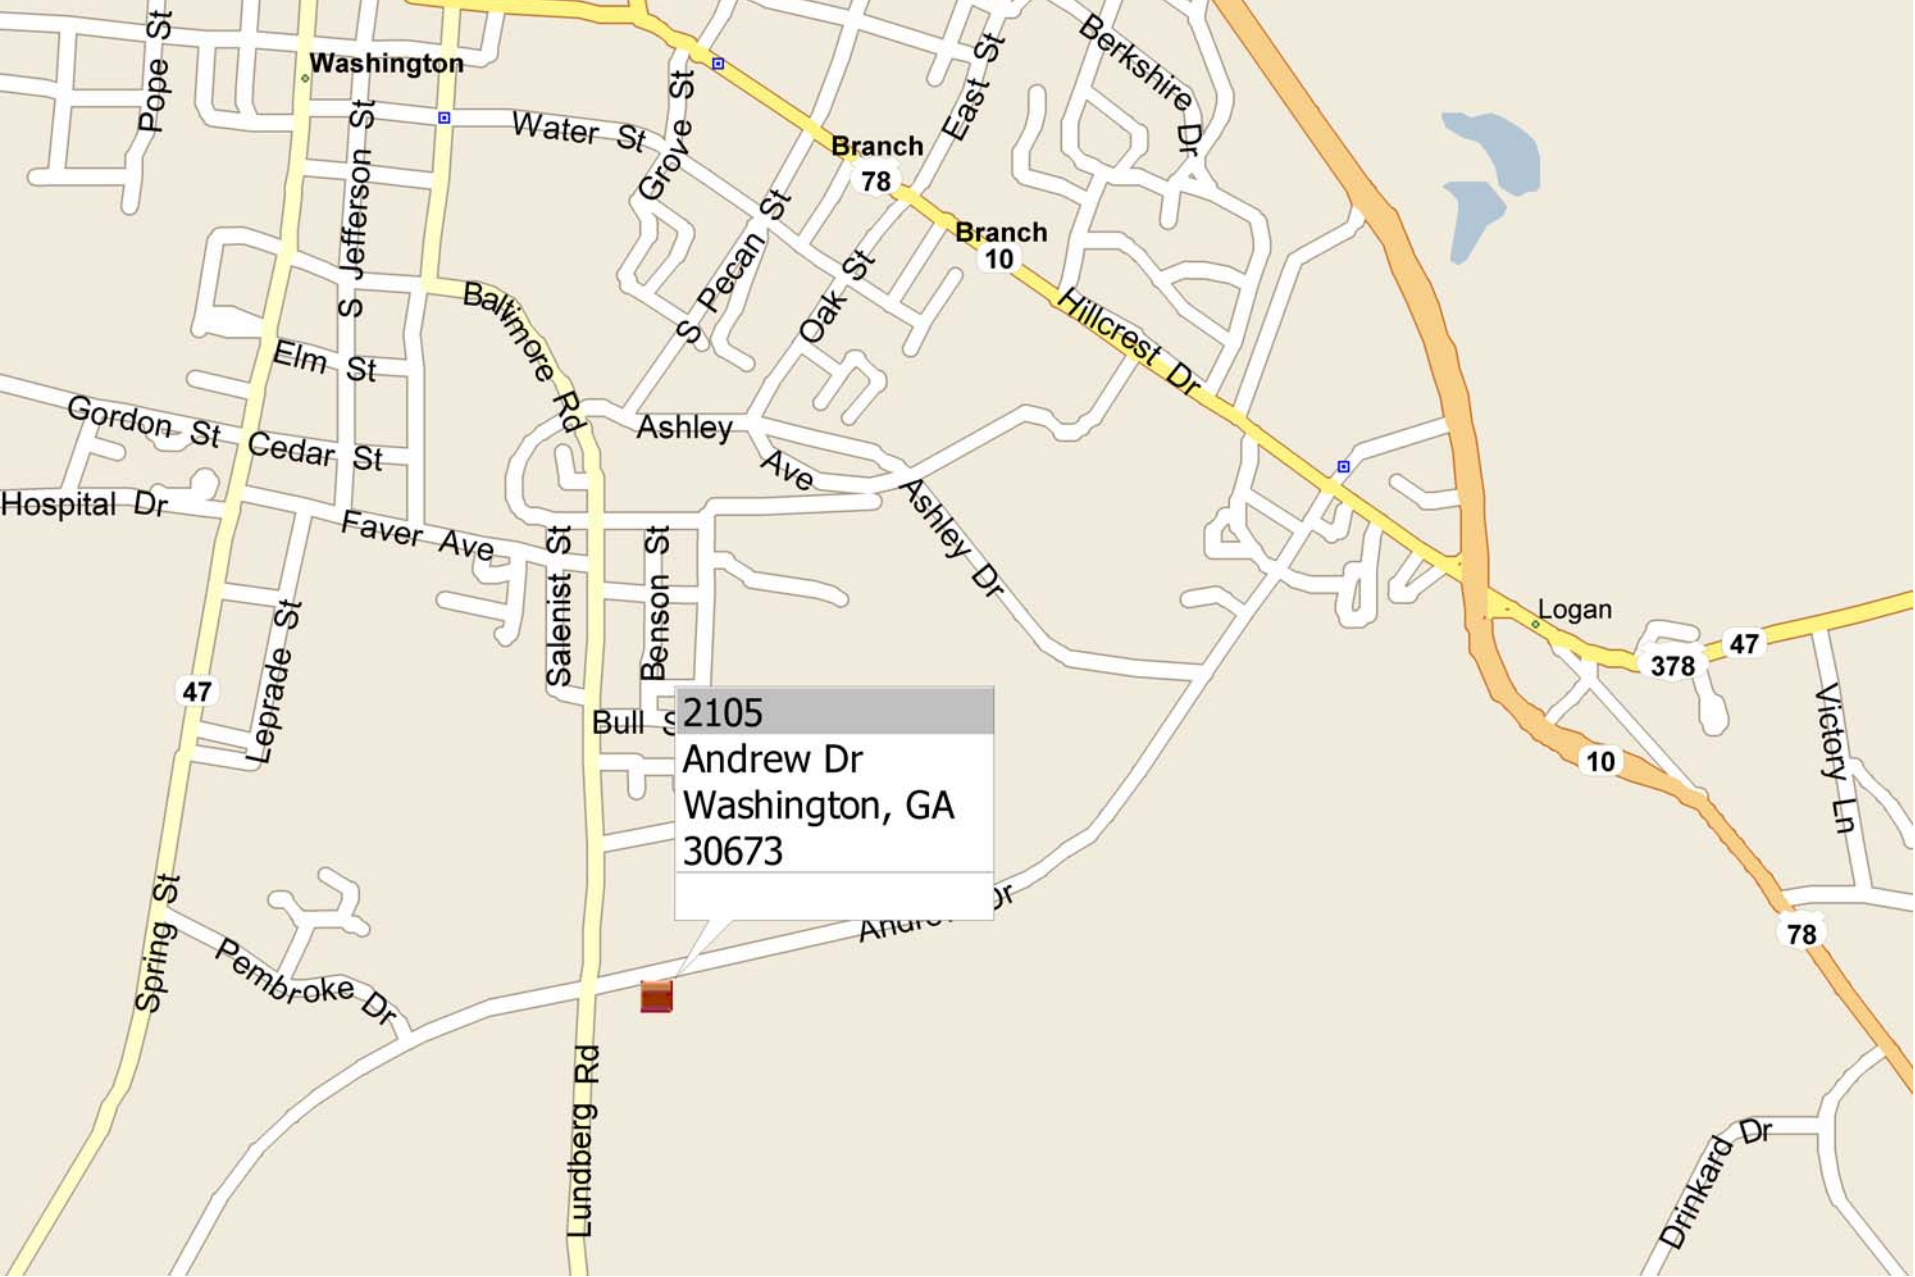 Pope St
Washington
S Jefferson St
Water St
Grove St
East St
Berkshire Dr
Branch
78
Branch
10
S Pecan St
Oak St
Baltimore Rd
Hillcrest Dr
Elm St
Gordon St
Cedar St
Ashley Ave
Hospital Dr
Faver Ave
Ashley Dr
Salenist St
Benson St
Leprade St
Logan
47
378
47
Bull S
2105
Andrew Dr
Washington, GA
30673
Victory Ln
10
Andrew Dr
78
Spring St
Pembroke Dr
Lundberg Rd
Drinkard Dr